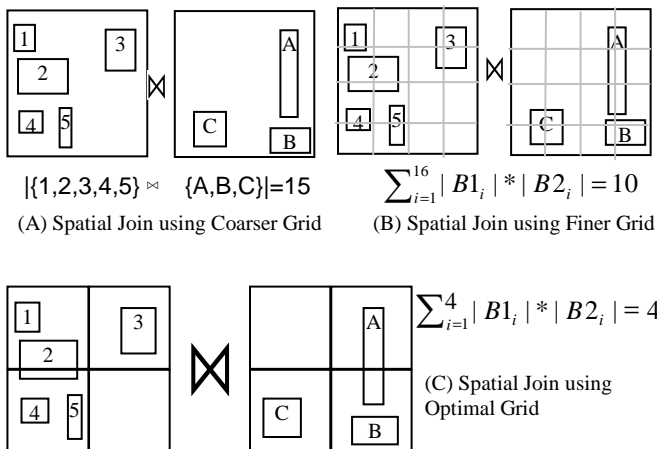 1
3
2
4
5
⋈
A
C
B
1
3
2
4
5
⋈
A
C
B
|{1,2,3,4,5} ⋈ {A,B,C}|=15
∑_{i=1}^{16} | B1_i | * | B2_i | = 10
(A) Spatial Join using Coarser Grid
(B) Spatial Join using Finer Grid
1
3
2
4
5
⋈
A
C
B
∑_{i=1}^{4} | B1_i | * | B2_i | = 4
(C) Spatial Join using
Optimal Grid